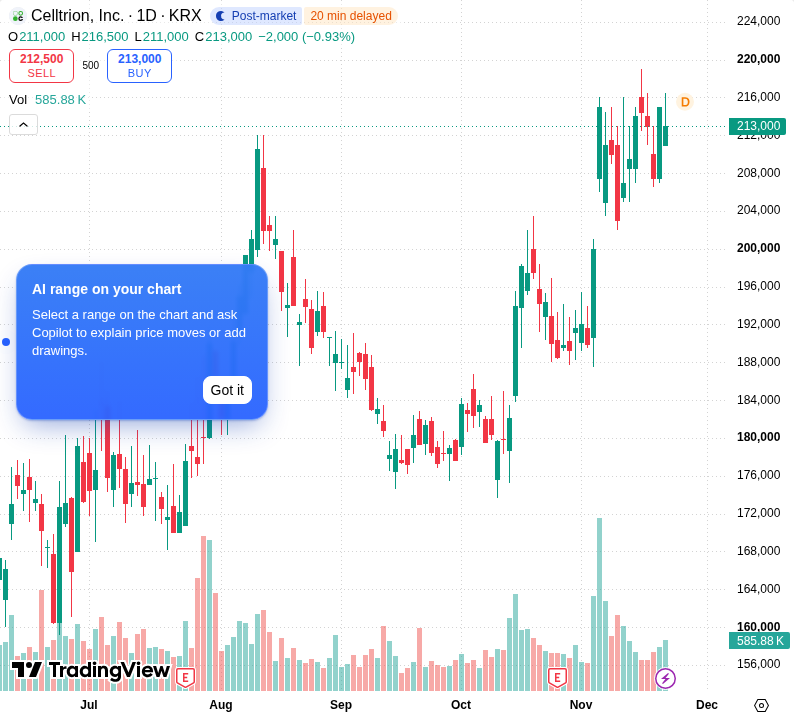 Celltrion, Inc. · 1D · KRX Post-market 20 min delayed
O211,000 H216,500 L211,000 C213,000 −2,000 (−0.93%)
212,500
SELL
500
213,000
BUY
Vol 585.88 K
D
AI range on your chart
Select a range on the chart and ask
Copilot to explain price moves or add
drawings.
Got it
224,000
220,000
216,000
213,000
212,000
208,000
204,000
200,000
196,000
192,000
188,000
184,000
180,000
176,000
172,000
168,000
164,000
160,000
585.88 K
156,000
TradingView
E
E
Jul Aug Sep Oct Nov Dec